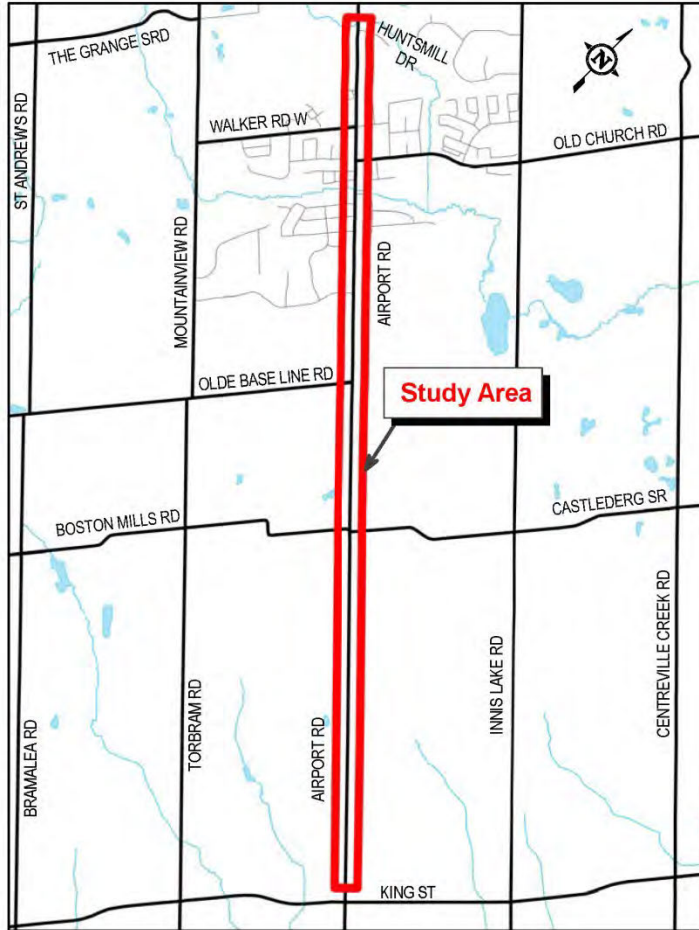 THE GRANGE SRD
HUNTSMILL
DR
N
ST ANDREW'S RD
WALKER RD W
OLD CHURCH RD
MOUNTAINVIEW RD
AIRPORT RD
OLDE BASE LINE RD
Study Area
BOSTON MILLS RD
CASTLEDERG SR
BRAMALEA RD
TORBRAM RD
AIRPORT RD
INNIS LAKE RD
CENTREVILLE CREEK RD
KING ST